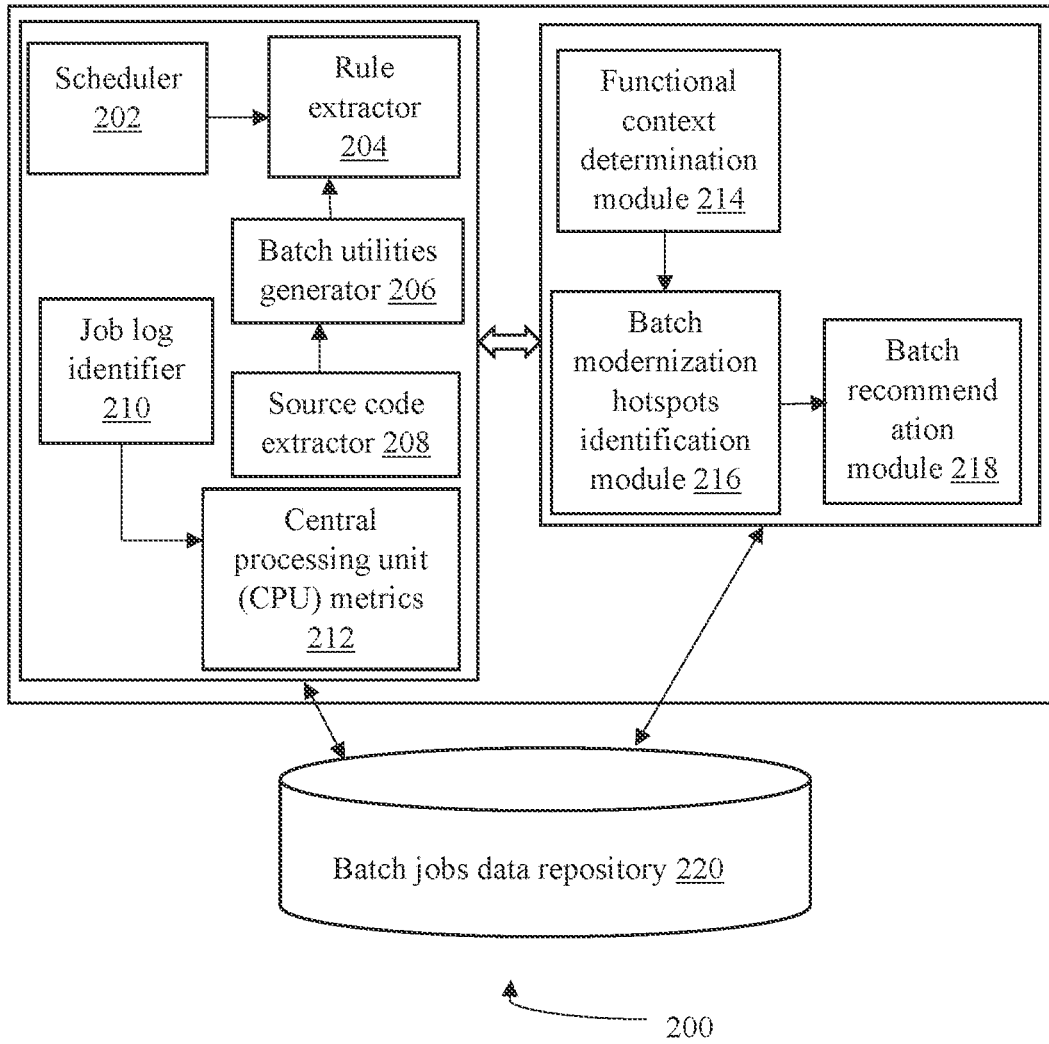 Scheduler
202
Rule
extractor
204
Batch utilities
generator 206
Job log
identifier
210
Source code
extractor 208
Central
processing unit
(CPU) metrics
212
Functional
context
determination
module 214
Batch
modernization
hotspots
identification
module 216
Batch
recommend
ation
module 218
Batch jobs data repository 220
200